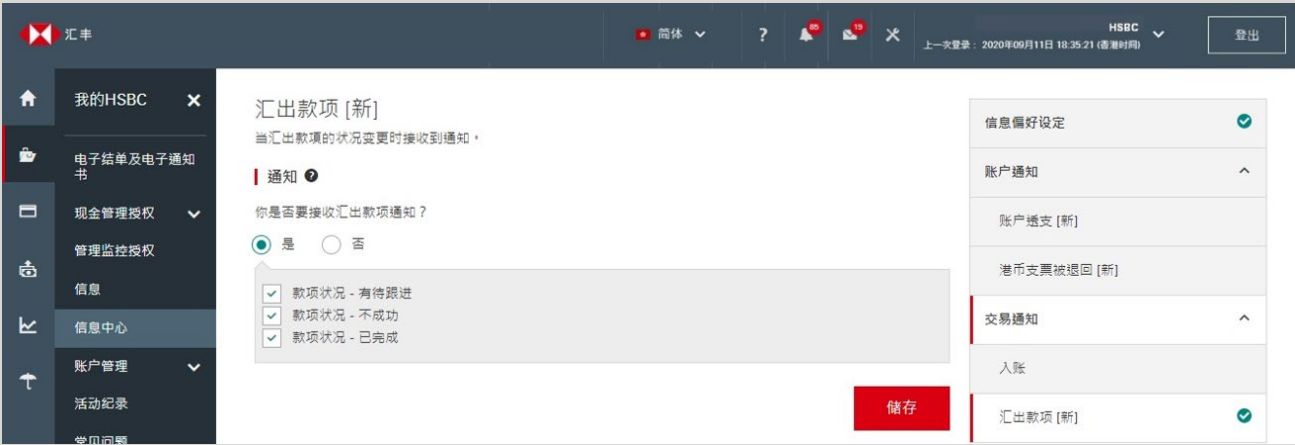 汇丰
简体
?
85
19
HSBC
上一次登录：2020年09月11日 18:35:21 (香港时间)
登出
我的HSBC
电子结单及电子通知
书
现金管理授权
管理监控授权
信息
信息中心
账户管理
活动纪录
常见问题
汇出款项 [新]
当汇出款項的状况变更时接收到通知。
通知 ?
你是否要接收汇出款项通知？
是
否
款项状况 - 有待跟进
款项状况 - 不成功
款项状况 - 已完成
储存
信息偏好设定
账户通知
账户透支 [新]
港币支票被退回 [新]
交易通知
入账
汇出款项 [新]